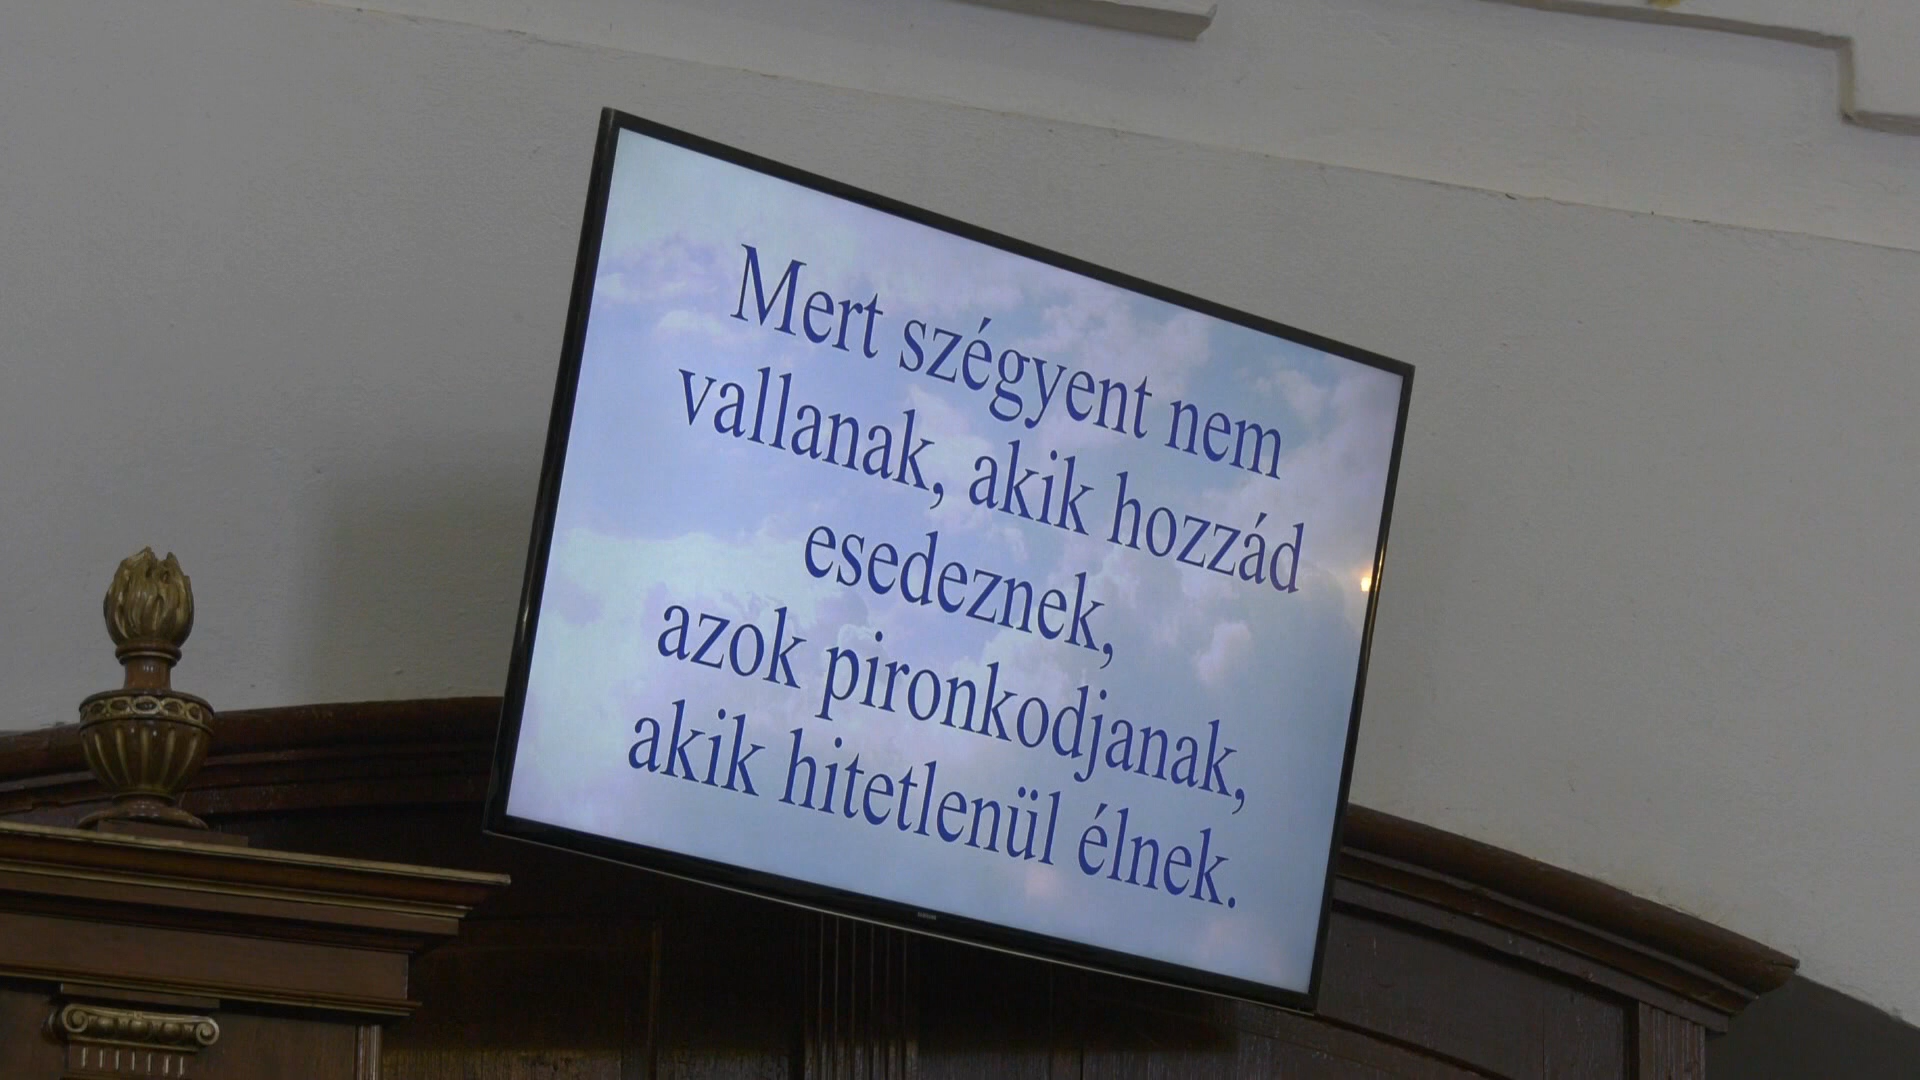 Mert szégyent nem
vallanak, akik hozzád
esedeznek,
azok pironkodjanak,
akik hitetlenül élnek.